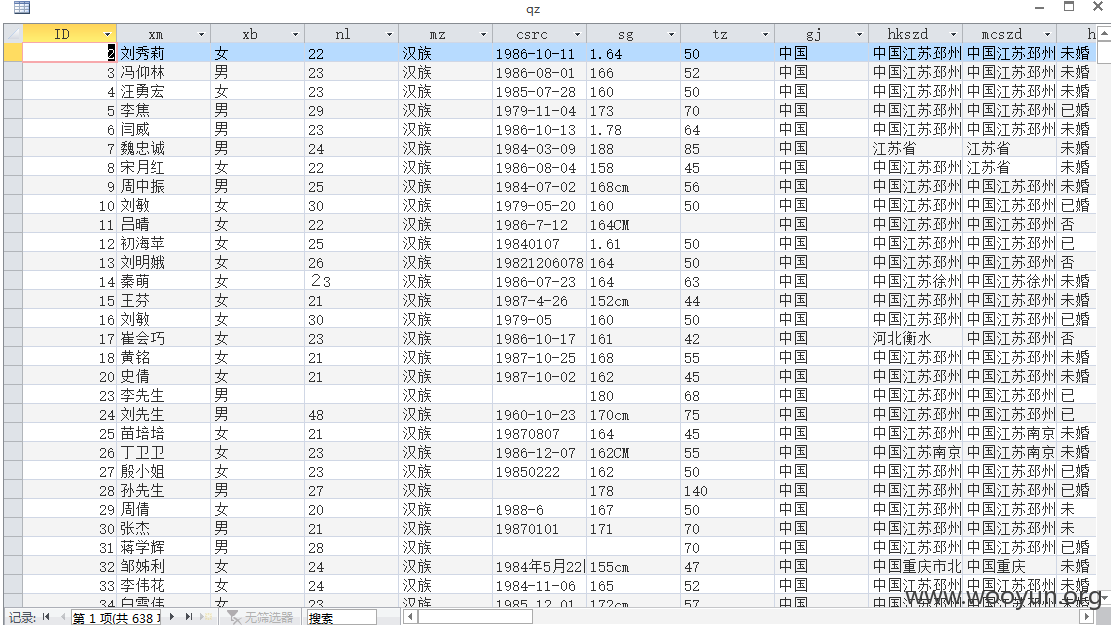 qz
ID xm xb nl mz csrc sg tz gj hkszd mcszd h
2 刘秀莉 女 22 汉族 1986-10-11 1.64 50 中国 中国江苏邳州 中国江苏邳州 未婚
3 冯仰林 男 23 汉族 1986-08-01 166 52 中国 中国江苏邳州 中国江苏邳州 未婚
4 汪勇宏 女 23 汉族 1985-07-28 160 50 中国 中国江苏邳州 中国江苏邳州 未婚
5 李焦 男 29 汉族 1979-11-04 173 70 中国 中国江苏邳州 中国江苏邳州 已婚
6 闫威 男 23 汉族 1986-10-13 1.78 64 中国 中国江苏邳州 中国江苏邳州 未婚
7 魏忠诚 男 24 汉族 1984-03-09 188 85 中国 江苏省 江苏省 未婚
8 宋月红 女 22 汉族 1986-08-04 158 45 中国 中国江苏邳州 江苏省 未婚
9 周中振 男 25 汉族 1984-07-02 168cm 56 中国 中国江苏邳州 中国江苏邳州 未婚
10 刘敏 女 30 汉族 1979-05-20 160 50 中国 中国江苏邳州 中国江苏邳州 已婚
11 吕晴 女 22 汉族 1986-7-12 164CM 中国 中国江苏邳州 中国江苏邳州 否
12 初海苹 女 25 汉族 19840107 1.61 50 中国 中国江苏邳州 中国江苏邳州 已
13 刘明娥 女 26 汉族 19821206078 164 50 中国 中国江苏邳州 中国江苏邳州 否
14 秦萌 女 ２3 汉族 1986-07-23 164 63 中国 中国江苏徐州 中国江苏徐州 未婚
15 王芬 女 21 汉族 1987-4-26 152cm 44 中国 中国江苏邳州 中国江苏邳州 未婚
16 刘敏 女 30 汉族 1979-05 160 50 中国 中国江苏邳州 中国江苏邳州 已婚
17 崔会巧 女 23 汉族 1986-10-17 161 42 中国 河北衡水 中国江苏邳州 否
18 黄铭 女 21 汉族 1987-10-25 168 55 中国 中国江苏邳州 中国江苏邳州 未婚
20 史倩 女 21 汉族 1987-10-02 162 45 中国 中国江苏邳州 中国江苏邳州 未婚
23 李先生 男 汉族 180 68 中国 中国江苏邳州 中国江苏邳州 已
24 刘先生 男 48 汉族 1960-10-23 170cm 75 中国 中国江苏邳州 中国江苏邳州 已
25 苗培培 女 21 汉族 19870807 164 45 中国 中国江苏邳州 中国江苏南京 未婚
26 丁卫卫 女 23 汉族 1986-12-07 162CM 55 中国 中国江苏南京 中国江苏南京 未婚
27 殷小姐 女 23 汉族 19850222 162 50 中国 中国江苏邳州 中国江苏邳州 已婚
28 孙先生 男 27 汉族 178 140 中国 中国江苏邳州 中国江苏邳州 已婚
29 周倩 女 20 汉族 1988-6 167 50 中国 中国江苏邳州 中国江苏邳州 未
30 张杰 男 21 汉族 19870101 171 70 中国 中国江苏邳州 中国江苏邳州 未
31 蒋学辉 男 28 汉族 70 中国 中国江苏邳州 中国江苏邳州 已婚
32 邹姊利 女 24 汉族 1984年5月22 155cm 47 中国 中国重庆市北 中国重庆 未婚
33 李伟花 女 24 汉族 1984-11-06 165 52 中国 中国江苏邳州 中国江苏邳州 未婚
34 白雪伟 女 23 汉族 1985.12.01 172cm 57 中国 中国江苏邳州 中国江苏邳州 未婚
www.wooyun.org
记录: 第 1 项(共 638 无筛选器 搜索